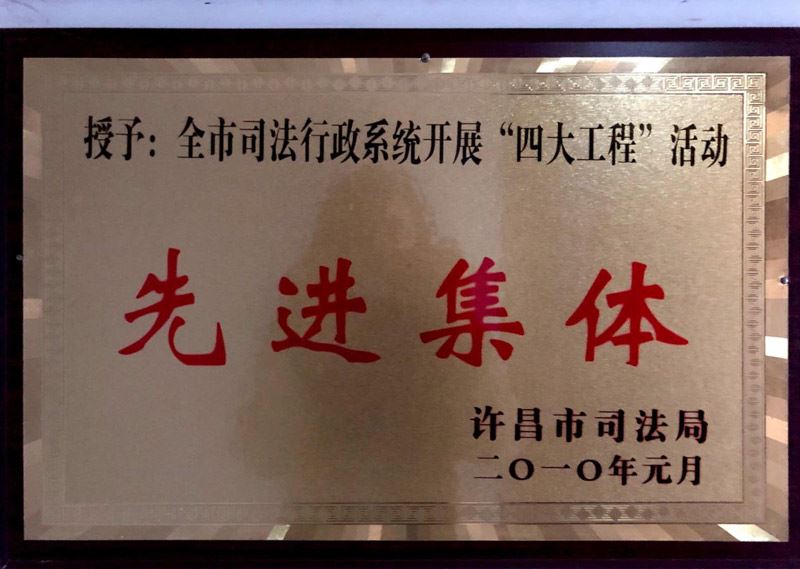 授予：全市司法行政系统开展“四大工程”活动
先进集体
许昌市司法局
二〇一〇年元月